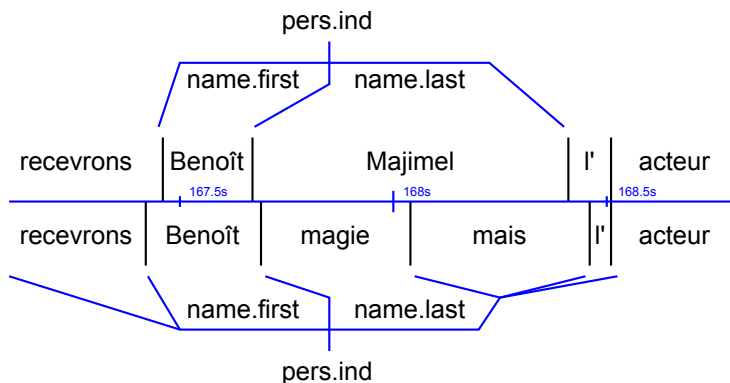 pers.ind
name.first name.last
recevrons Benoît Majimel l' acteur
167.5s 168s 168.5s
recevrons Benoît magie mais l' acteur
name.first name.last
pers.ind